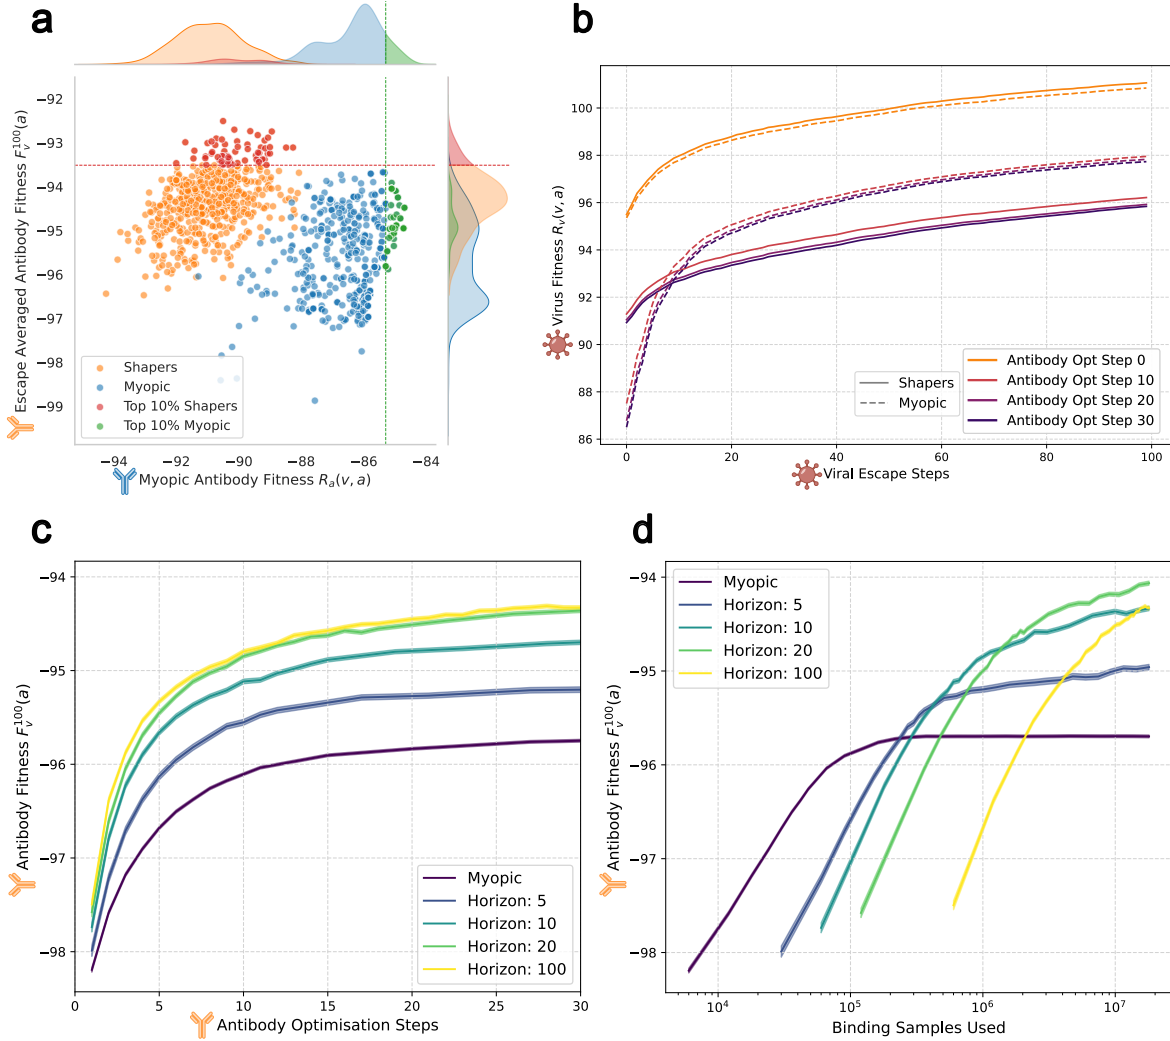 a
−92
−93
−94
−95
−96
−97
−98
−99
Escape Averaged Antibody Fitness F_v^100(a)
Shapers
Myopic
Top 10% Shapers
Top 10% Myopic
−94
−92
−90
−88
−86
−84
Myopic Antibody Fitness R_a(v, a)
b
100
98
96
94
92
90
88
86
Virus Fitness R_v(v, a)
Shapers
Myopic
Antibody Opt Step 0
Antibody Opt Step 10
Antibody Opt Step 20
Antibody Opt Step 30
0
20
40
60
80
100
Viral Escape Steps
c
−94
−95
−96
−97
−98
Antibody Fitness F_v^100(a)
Myopic
Horizon: 5
Horizon: 10
Horizon: 20
Horizon: 100
0
5
10
15
20
25
30
Antibody Optimisation Steps
d
Myopic
Horizon: 5
Horizon: 10
Horizon: 20
Horizon: 100
−94
−95
−96
−97
−98
Antibody Fitness F_v^100(a)
10^4
10^5
10^6
10^7
Binding Samples Used